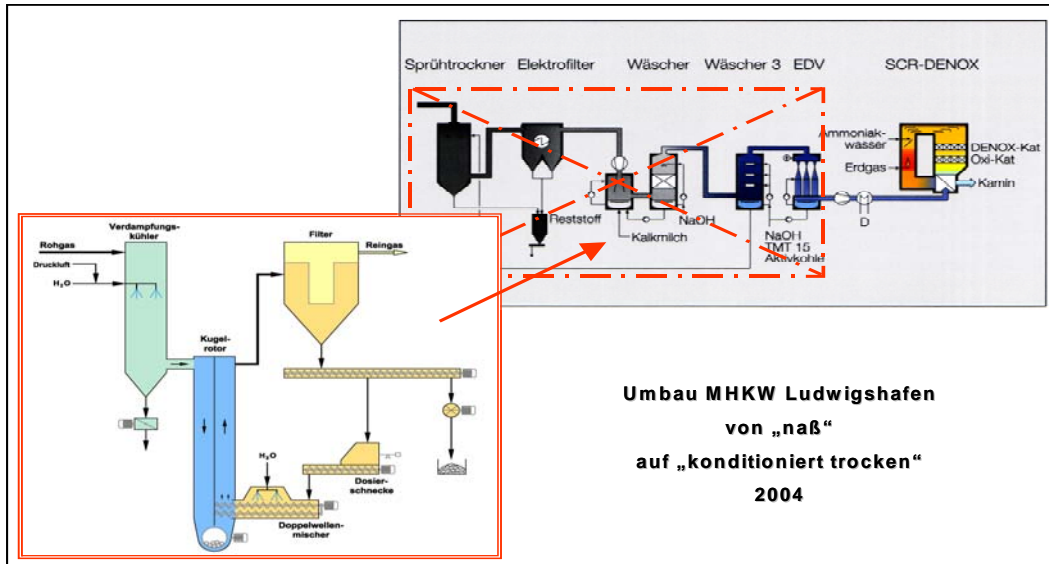 Sprühtrockner Elektrofilter Wäscher Wäscher 3 EDV SCR-DENOX
Ammoniak-
wässer
Erdgas
DENOX-Kat
Oxi-Kat
Kamin
Reststoff
Kalkmilch
NaOH
NaOH
TMT 15
Aktivkohle
D
Verdampfungs-
kühler
Rohgas
Druckluft
H₂O
Filter
Reingas
Kugel-
rotor
H₂O
Dosier-
schnecke
Doppelwellen-
mischer
Umbau MHKW Ludwigshafen
von „naß“
auf „konditioniert trocken“
2004